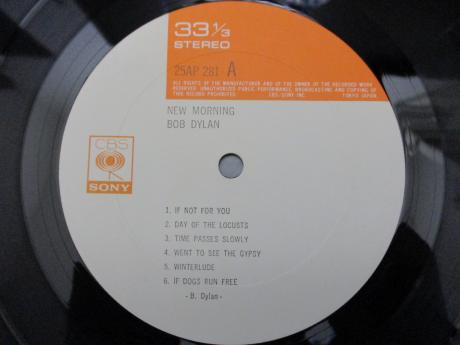 33 1/3
STEREO
25AP 281 A
ALL RIGHTS OF THE MANUFACTURER AND OF THE OWNER OF THE RECORDED WORK
RESERVED UNAUTHORIZED PUBLIC PERFORMANCE, BROADCASTING AND COPYING OF
THIS RECORD PROHIBITED CBS/SONY INC. TOKYO JAPAN
NEW MORNING
BOB DYLAN
CBS
SONY
1. IF NOT FOR YOU
2. DAY OF THE LOCUSTS
3. TIME PASSES SLOWLY
4. WENT TO SEE THE GYPSY
5. WINTERLUDE
6. IF DOGS RUN FREE
-B. Dylan-